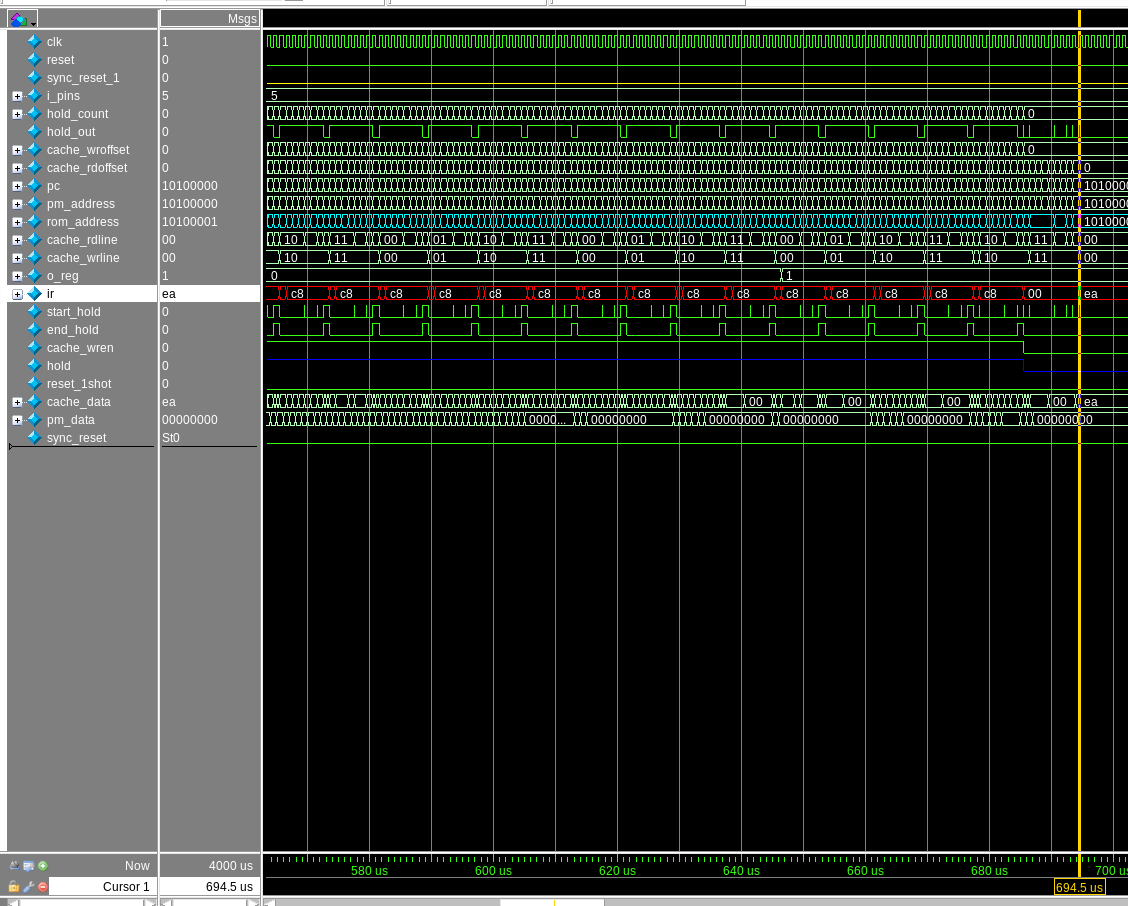 Msgs
clk 1
reset 0
sync_reset_1 0
i_pins 5 5
hold_count 0 0
hold_out 0
cache_wroffset 0 0
cache_rdoffset 0 0
pc 10100000 1010000
pm_address 10100000 1010000
rom_address 10100001 1010000
cache_rdline 00 10 11 00 01 10 11 00 01 10 11 00 01 10 11 10 11 00
cache_wrline 00 10 11 00 01 10 11 00 01 10 11 00 01 10 11 10 11 00
o_reg 1 0 1
ir ea c8 c8 c8 c8 c8 c8 c8 c8 c8 c8 c8 c8 c8 c8 c8 00 ea
start_hold 0
end_hold 0
cache_wren 0
hold 0
reset_1shot 0
cache_data ea 00 00 00 00 ea
pm_data 00000000 0000... 00000000 00000000 00000000 00000000 00000000
sync_reset St0
Now 4000 us 580 us 600 us 620 us 640 us 660 us 680 us 700 u
Cursor 1 694.5 us 694.5 us